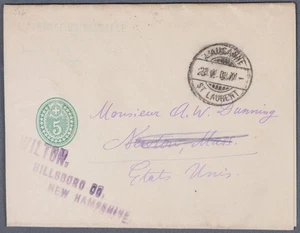 LAUSANNE
ST LAURENT
5
Monsieur A. W. Dunning
Newton, Mass.
Etats Unis
WILTON,
HILLSBORO CO.
NEW HAMPSHIRE